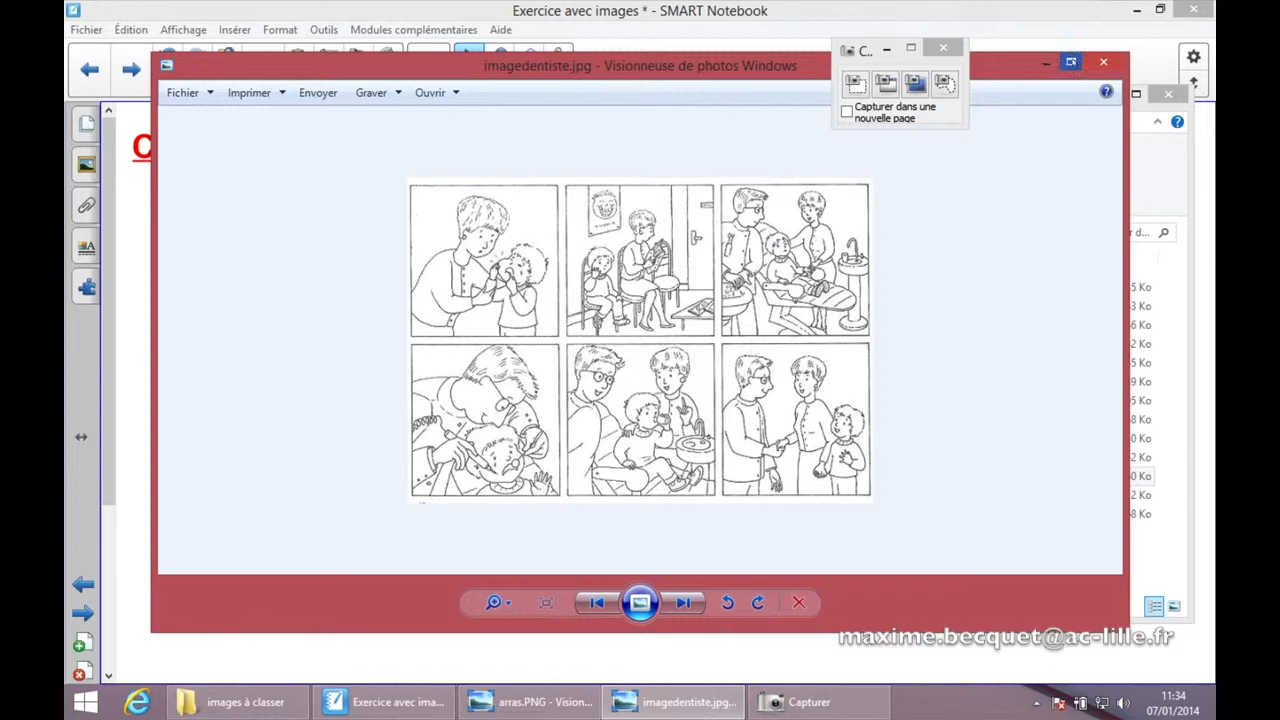 Exercice avec images * - SMART Notebook
Fichier Édition Affichage Insérer Format Outils Modules complémentaires Aide
C..
imagedentiste.jpg - Visionneuse de photos Windows
Fichier Imprimer Envoyer Graver Ouvrir
Capturer dans une
nouvelle page
C
r d...
5 Ko
3 Ko
6 Ko
2 Ko
5 Ko
9 Ko
5 Ko
8 Ko
0 Ko
2 Ko
0 Ko
2 Ko
8 Ko
maxime.becquet@ac-lille.fr
images à classer
Exercice avec ima...
arras.PNG - Vision...
imagedentiste.jpg...
Capturer
11:34
07/01/2014